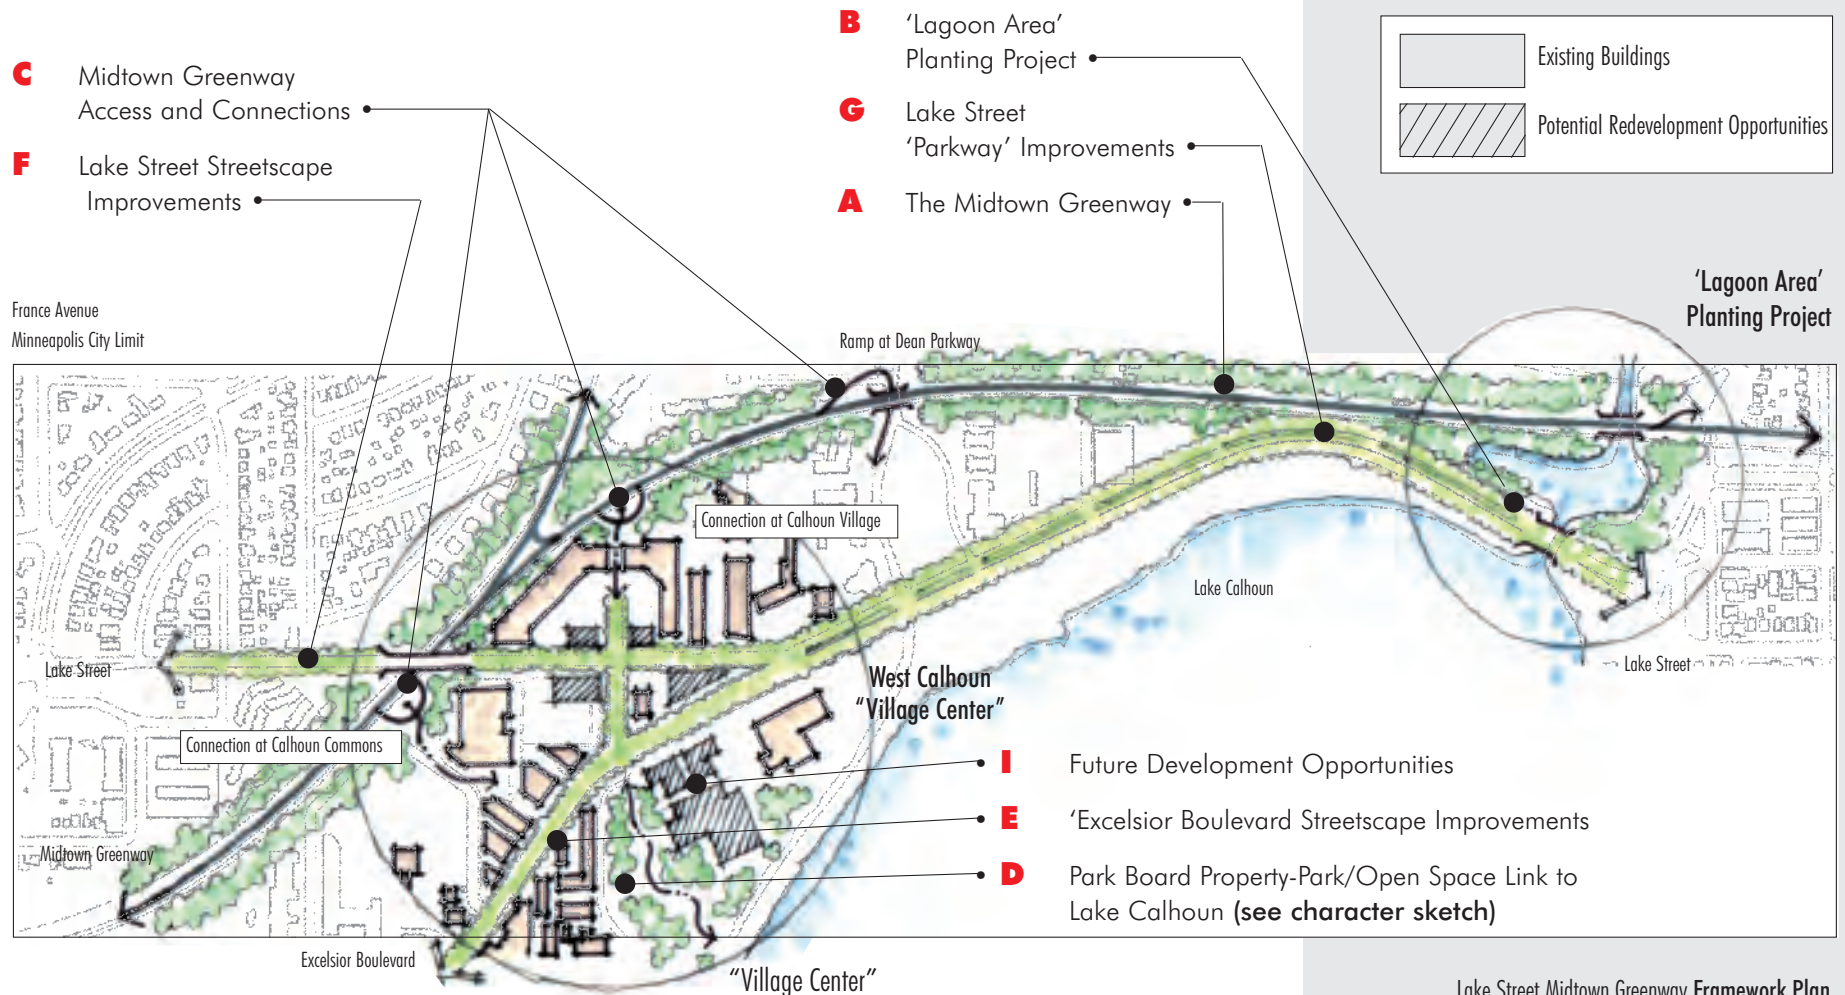 C Midtown Greenway
Access and Connections
F Lake Street Streetscape
Improvements
B ‘Lagoon Area’
Planting Project
G Lake Street
‘Parkway’ Improvements
A The Midtown Greenway
Existing Buildings
Potential Redevelopment Opportunities
‘Lagoon Area’
Planting Project
France Avenue
Minneapolis City Limit
Ramp at Dean Parkway
Connection at Calhoun Village
Lake Calhoun
Lake Street
Lake Street
West Calhoun
“Village Center”
Connection at Calhoun Commons
Midtown Greenway
I Future Development Opportunities
E ‘Excelsior Boulevard Streetscape Improvements
D Park Board Property-Park/Open Space Link to
Lake Calhoun (see character sketch)
Excelsior Boulevard
“Village Center”
Lake Street Midtown Greenway Framework Plan